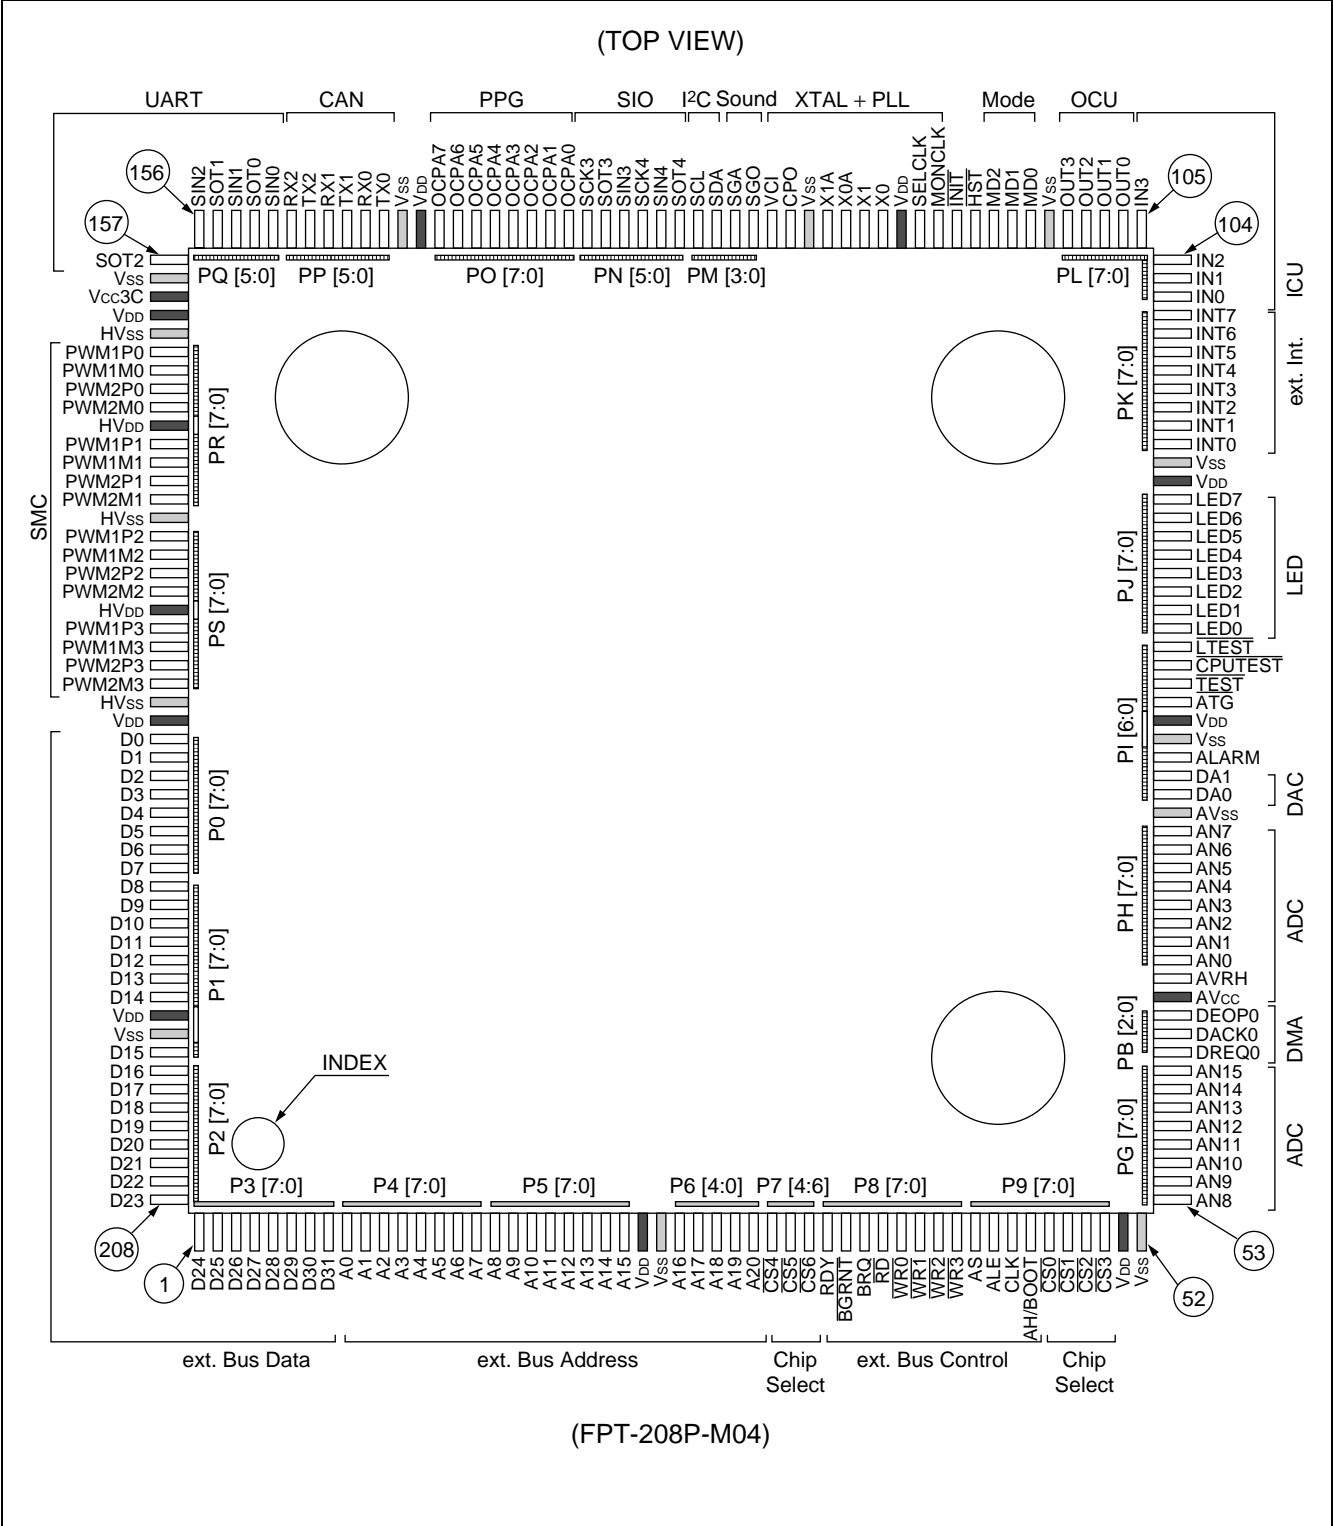 (TOP VIEW)
UART CAN PPG SIO I²C Sound XTAL + PLL Mode OCU
156
SIN2
SOT1
SIN1
SOT0
SIN0
RX2
TX2
RX1
TX1
RX0
TX0
VSS
VDD
OCPA7
OCPA6
OCPA5
OCPA4
OCPA3
OCPA2
OCPA1
OCPA0
SCK3
SOT3
SIN3
SCK4
SIN4
SOT4
SCL
SDA
SGA
SGO
VCI
CPO
VSS
X1A
X0A
X1
X0
VDD
SELCLK
MONCLK
INIT
HST
MD2
MD1
MD0
VSS
OUT3
OUT2
OUT1
OUT0
IN3
105
157
SOT2
VSS
VCC3C
VDD
HVSS
PWM1P0
PWM1M0
PWM2P0
PWM2M0
HVDD
PWM1P1
PWM1M1
PWM2P1
PWM2M1
HVSS
PWM1P2
PWM1M2
PWM2P2
PWM2M2
HVDD
PWM1P3
PWM1M3
PWM2P3
PWM2M3
HVSS
VDD
D0
D1
D2
D3
D4
D5
D6
D7
D8
D9
D10
D11
D12
D13
D14
VDD
VSS
D15
D16
D17
D18
D19
D20
D21
D22
D23
208
SMC
PQ [5:0] PP [5:0] PO [7:0] PN [5:0] PM [3:0] PL [7:0]
PR [7:0]
PS [7:0]
P0 [7:0]
P1 [7:0]
P2 [7:0]
INDEX
PK [7:0]
PJ [7:0]
PI [6:0]
PH [7:0]
PB [2:0]
PG [7:0]
P3 [7:0] P4 [7:0] P5 [7:0] P6 [4:0] P7 [4:6] P8 [7:0] P9 [7:0]
104
IN2
IN1
IN0
INT7
INT6
INT5
INT4
INT3
INT2
INT1
INT0
VSS
VDD
LED7
LED6
LED5
LED4
LED3
LED2
LED1
LED0
LTEST
CPUTEST
TEST
ATG
VDD
VSS
ALARM
DA1
DA0
AVSS
AN7
AN6
AN5
AN4
AN3
AN2
AN1
AN0
AVRH
AVCC
DEOP0
DACK0
DREQ0
AN15
AN14
AN13
AN12
AN11
AN10
AN9
AN8
53
ICU
ext. Int.
LED
DAC
ADC
DMA
ADC
1
D24
D25
D26
D27
D28
D29
D30
D31
A0
A1
A2
A3
A4
A5
A6
A7
A8
A9
A10
A11
A12
A13
A14
A15
VDD
VSS
A16
A17
A18
A19
A20
CS4
CS5
CS6
RDY
BGRNT
BRQ
RD
WR0
WR1
WR2
WR3
AS
ALE
CLK
AH/BOOT
CS0
CS1
CS2
CS3
VDD
VSS
52
ext. Bus Data ext. Bus Address Chip Select ext. Bus Control Chip Select
(FPT-208P-M04)